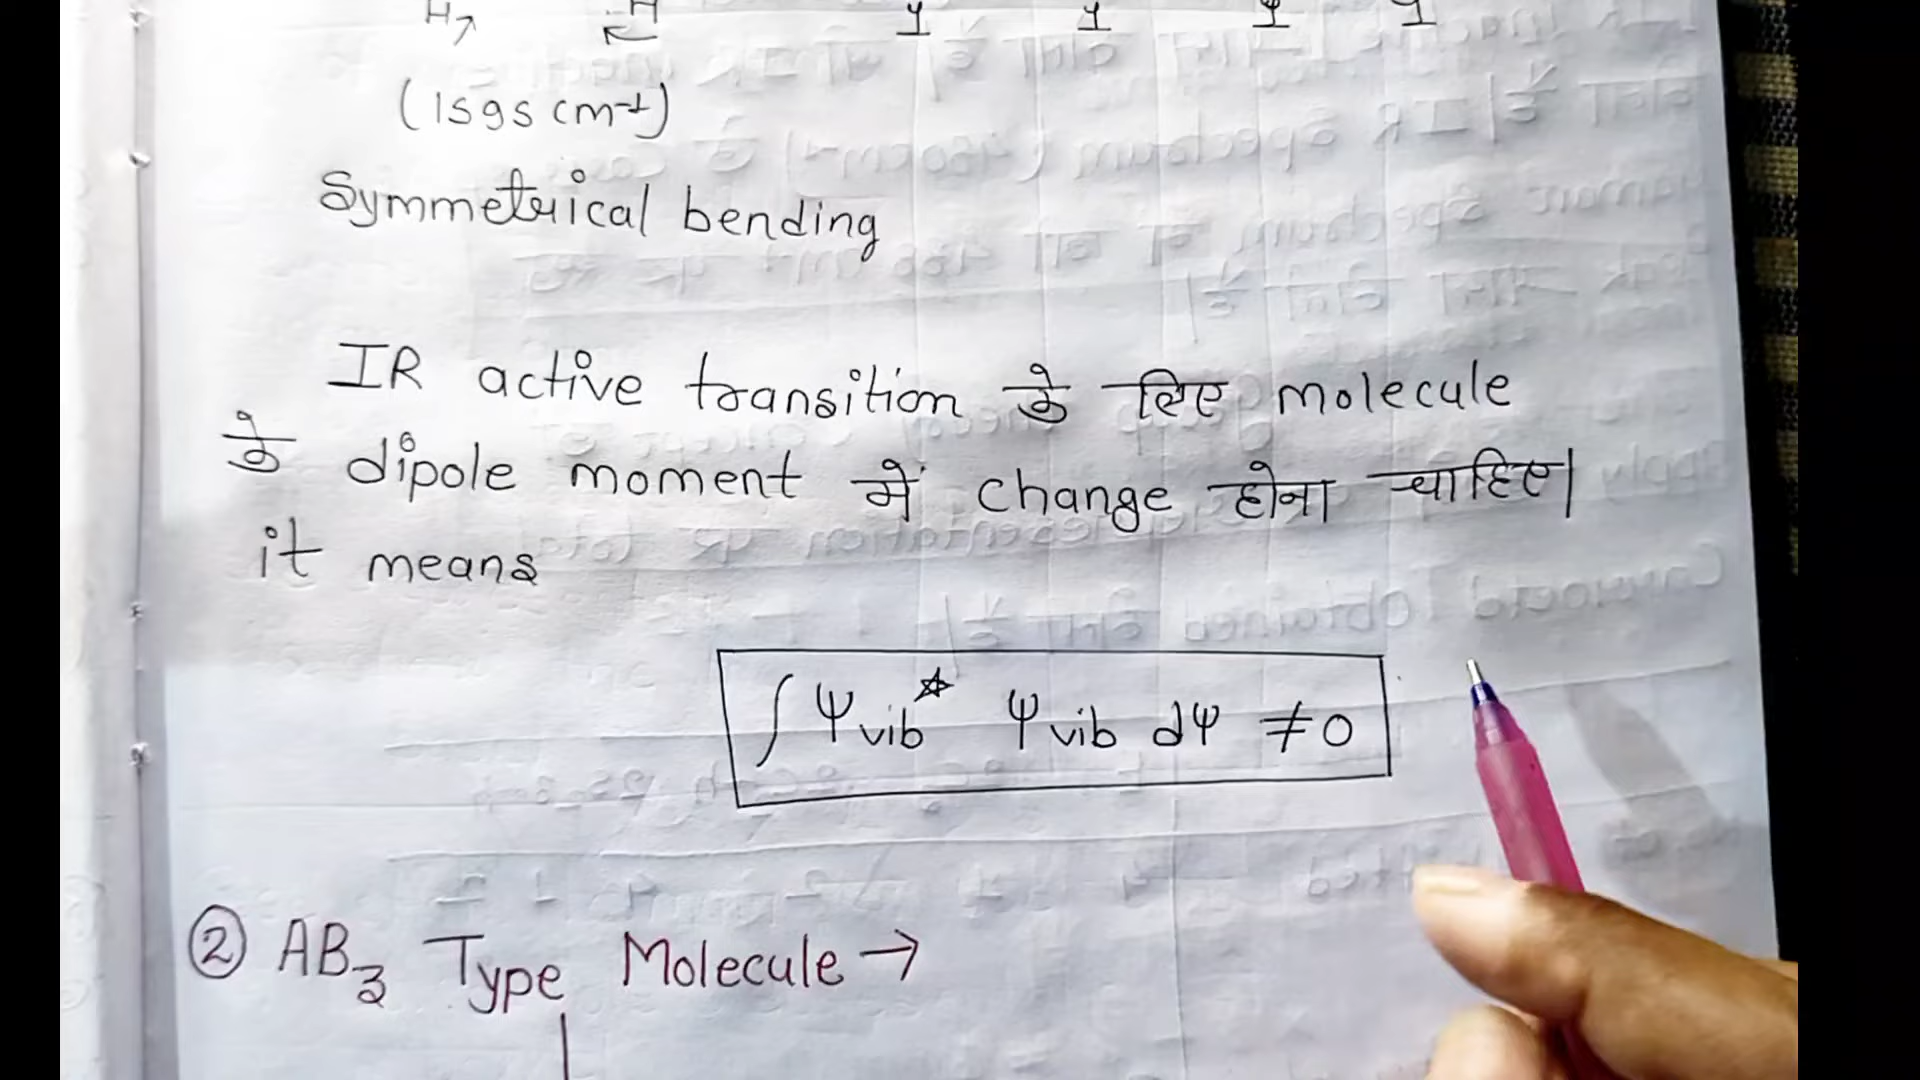 (1595 cm⁻¹)
Symmetrical bending
IR active transition के लिए molecule
के dipole moment में change होना चाहिए।
it means
∫ Ψvib* Ψvib dΨ ≠0
② AB₃ Type Molecule →